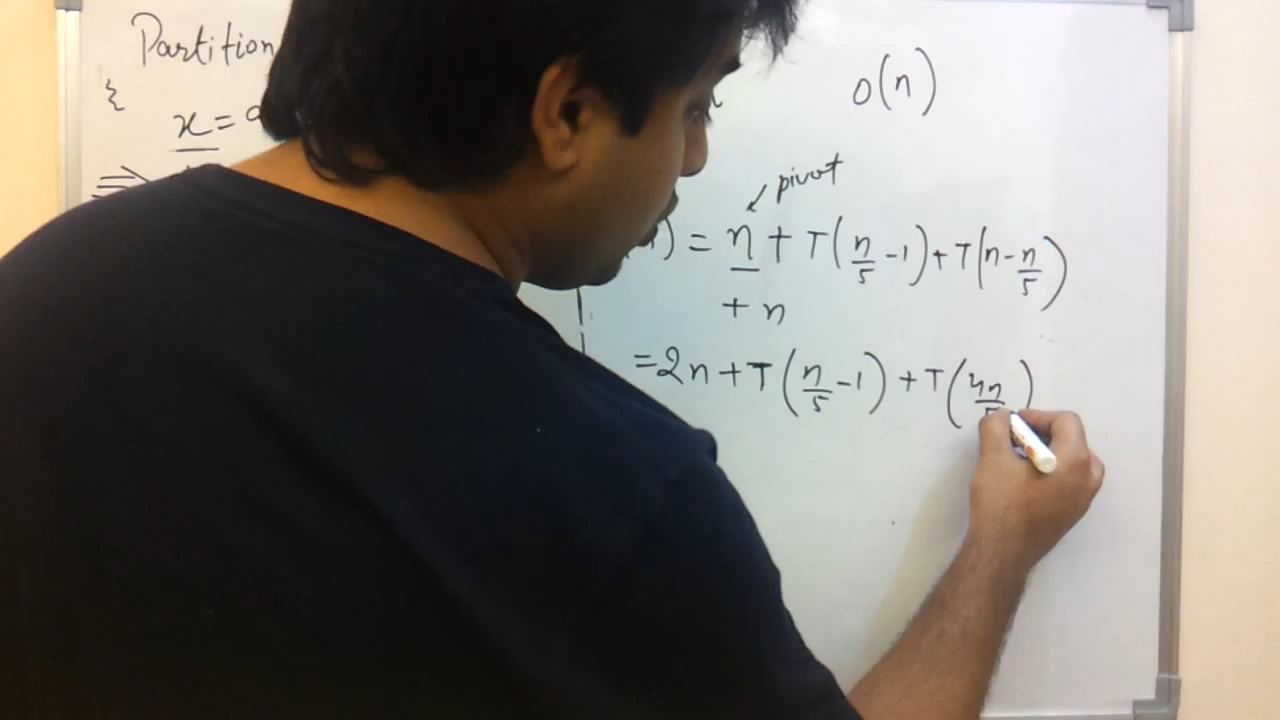 Partition
{
x = a
⇒
o(n)
pivot
) = n + T(n/5 - 1) + T(n - n/5)
+ n
= 2n + T(n/5 - 1) + T(4n/5)